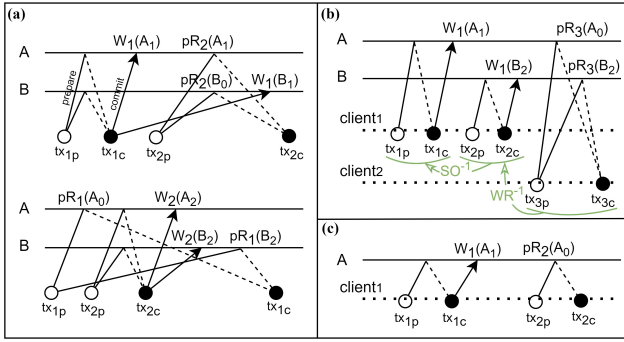 (a)
A
W1(A1)
pR2(A1)
B
prepare
commit
pR2(B0)
W1(B1)
tx1p
tx1c
tx2p
tx2c
pR1(A0)
A
W2(A2)
B
W2(B2)
pR1(B2)
tx1p
tx2p
tx2c
tx1c
(b)
A
W1(A1)
pR3(A0)
B
W1(B2)
pR3(B2)
client1
tx1p
tx1c
tx2p
tx2c
SO-1
client2
WR-1
tx3p
tx3c
(c)
A
W1(A1)
pR2(A0)
client1
tx1p
tx1c
tx2p
tx2c